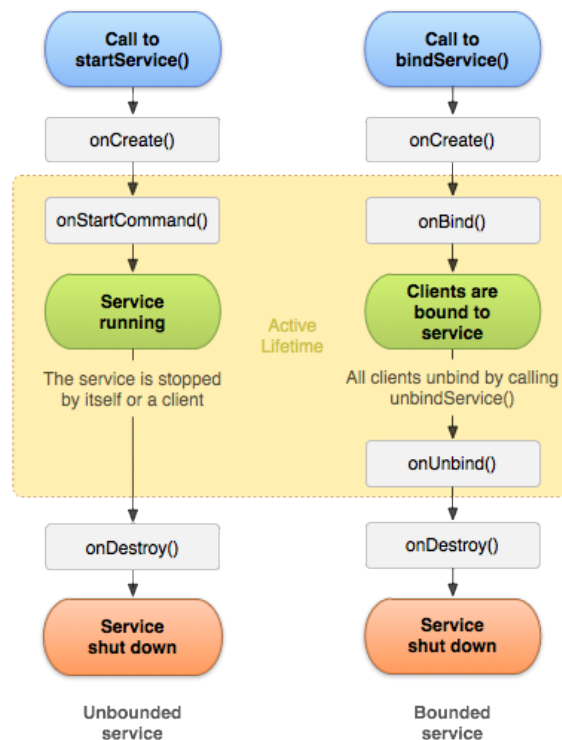 Call to
startService()
onCreate()
onStartCommand()
Service
running
The service is stopped
by itself or a client
onDestroy()
Service
shut down
Unbounded
service
Active
Lifetime
Call to
bindService()
onCreate()
onBind()
Clients are
bound to
service
All clients unbind by calling
unbindService()
onUnbind()
onDestroy()
Service
shut down
Bounded
service